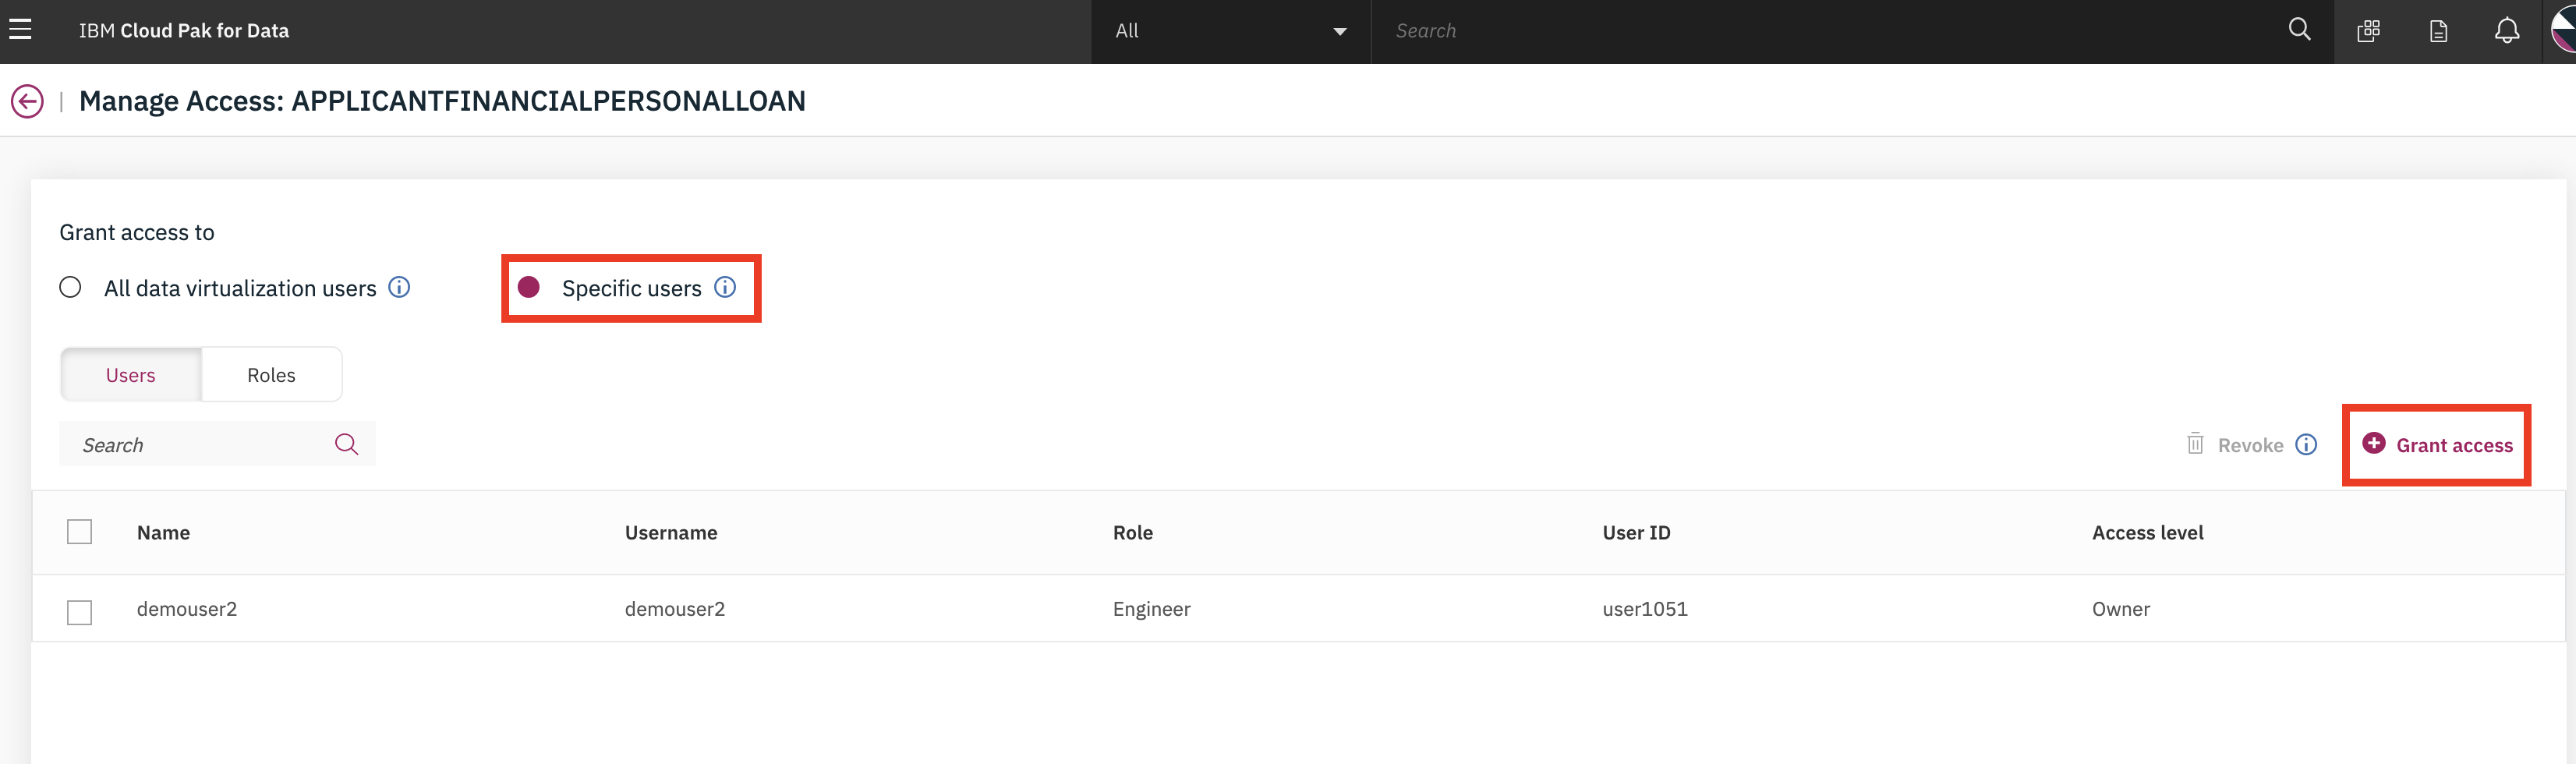 IBM Cloud Pak for Data
All
Search
Manage Access: APPLICANTFINANCIALPERSONALLOAN
Grant access to
All data virtualization users
Specific users
Users Roles
Search
Revoke
Grant access
Name Username Role User ID Access level
demouser2 demouser2 Engineer user1051 Owner